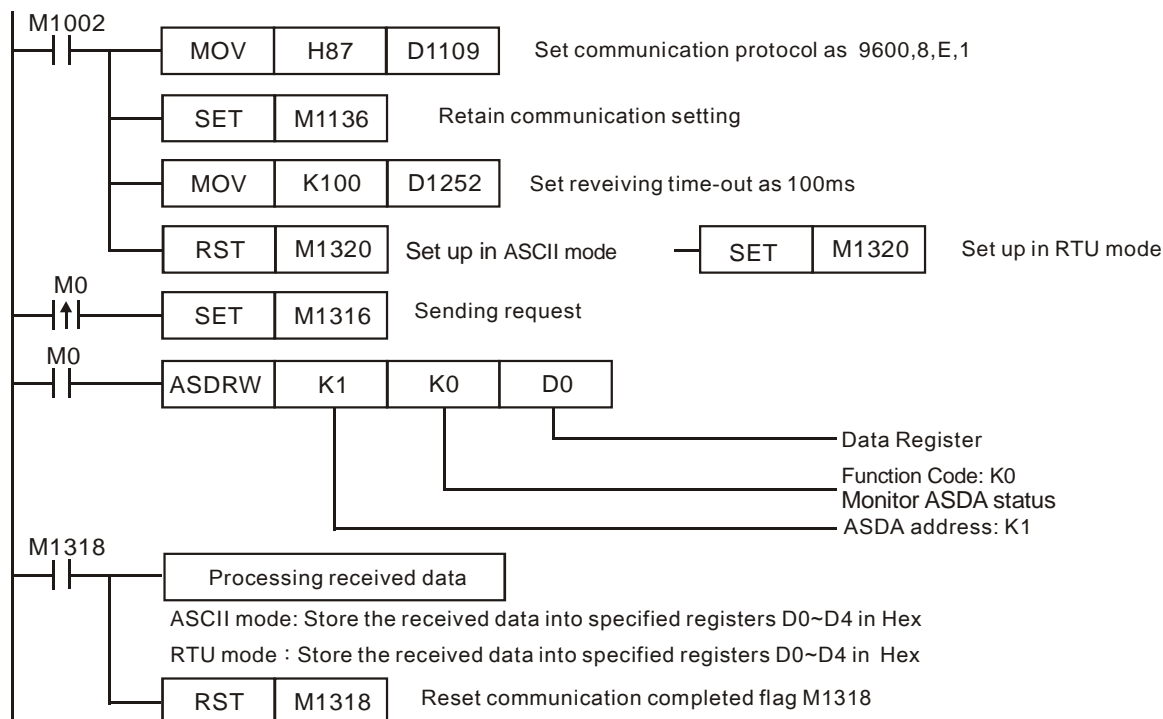 M1002
MOV H87 D1109 Set communication protocol as 9600,8,E,1
SET M1136 Retain communication setting
MOV K100 D1252 Set reveiving time-out as 100ms
RST M1320 Set up in ASCII mode SET M1320 Set up in RTU mode
M0
SET M1316 Sending request
M0
ASDRW K1 K0 D0
Data Register
Function Code: K0
Monitor ASDA status
ASDA address: K1
M1318
Processing received data
ASCII mode: Store the received data into specified registers D0~D4 in Hex
RTU mode：Store the received data into specified registers D0~D4 in Hex
RST M1318 Reset communication completed flag M1318